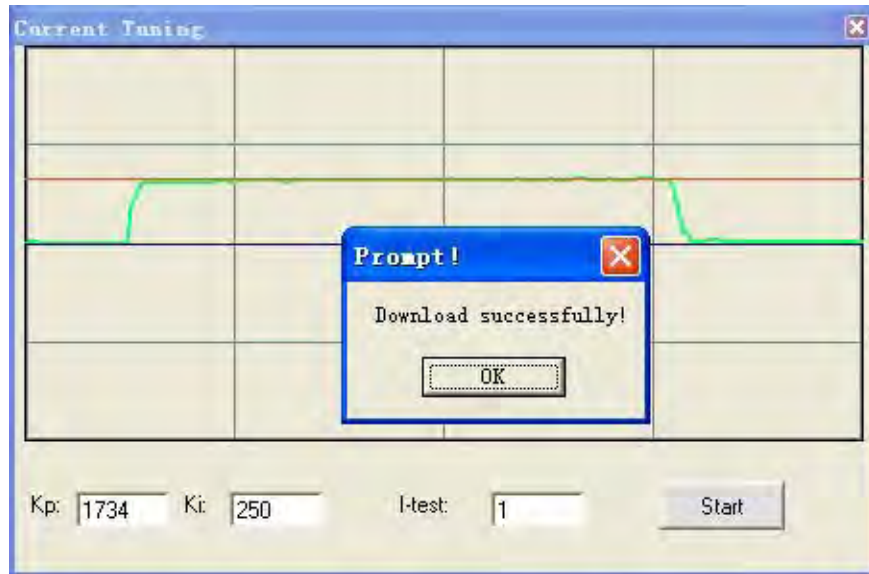 Current Tuning
Prompt!
Download successfully!
OK
Kp: 1734 Ki: 250 I-test: 1 Start